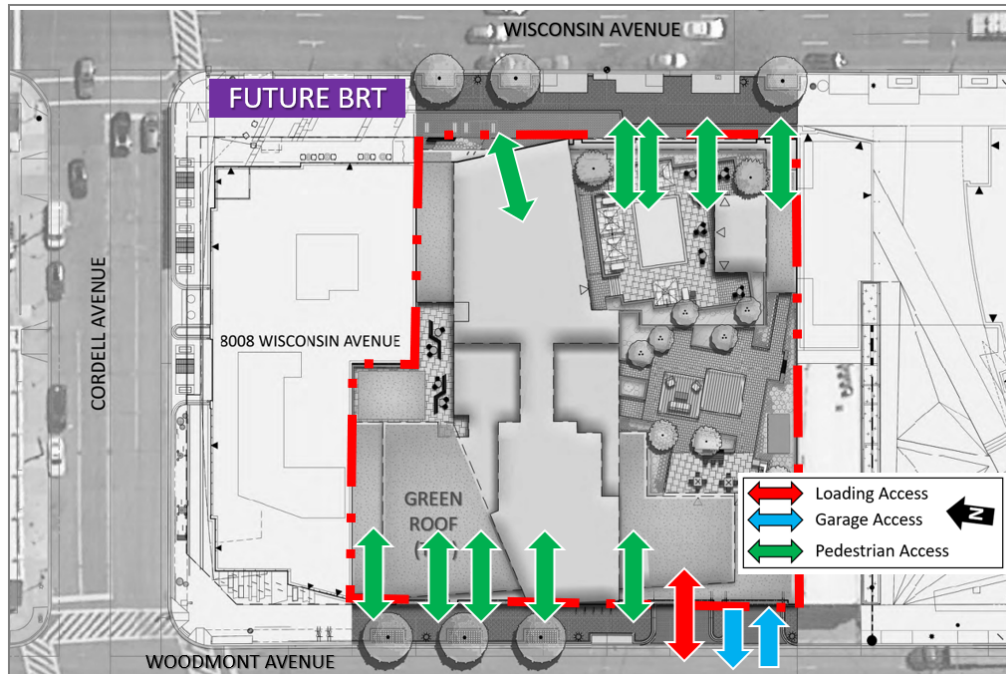 WISCONSIN AVENUE
FUTURE BRT
CORDELL AVENUE
8008 WISCONSIN AVENUE
GREEN
ROOF
Loading Access
Garage Access
Pedestrian Access
N
WOODMONT AVENUE